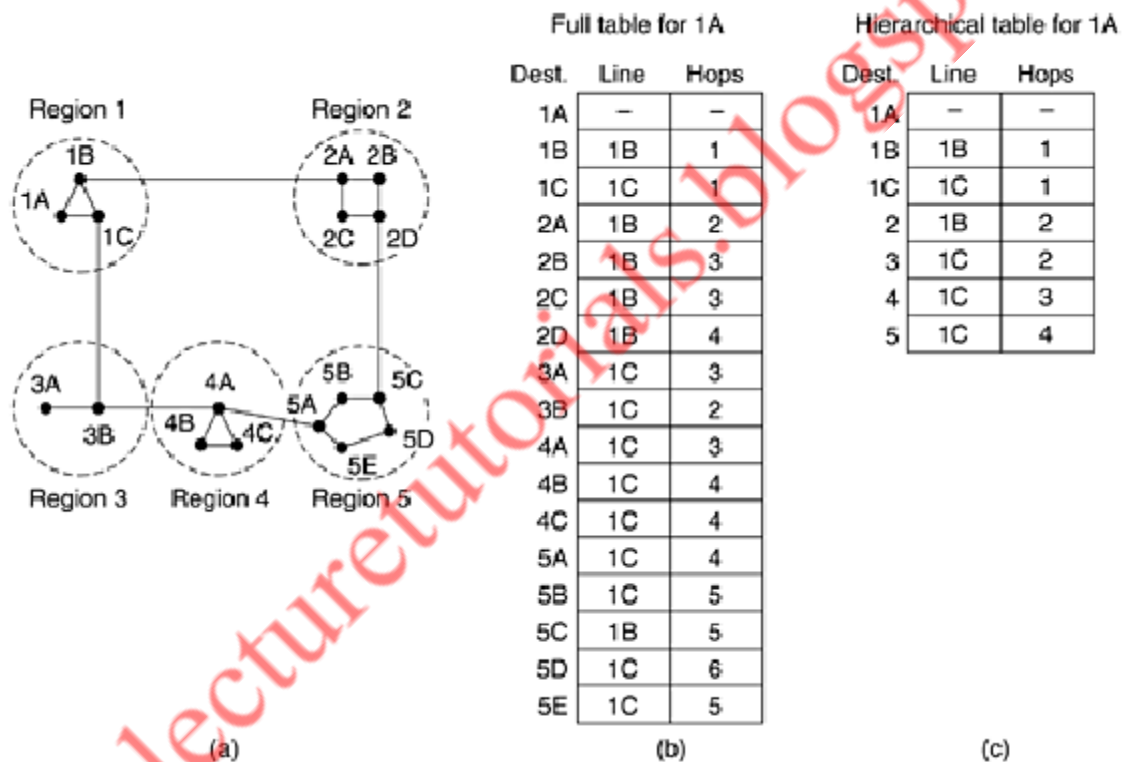 Full table for 1A
Hierarchical table for 1A
Dest. Line Hops
Dest. Line Hops
Region 1
Region 2
1B
1A
1C
2A 2B
2C 2D
3A
3B
4A
4B
4C
5A
5B
5C
5D
5E
Region 3
Region 4
Region 5
1A – –
1B 1B 1
1C 1C 1
2A 1B 2
2B 1B 3
2C 1B 3
2D 1B 4
3A 1C 3
3B 1C 2
4A 1C 3
4B 1C 4
4C 1C 4
5A 1C 4
5B 1C 5
5C 1B 5
5D 1C 6
5E 1C 5
1A – –
1B 1B 1
1C 1C 1
2 1B 2
3 1C 2
4 1C 3
5 1C 4
(a)
(b)
(c)
lecturetutorials.blogsp